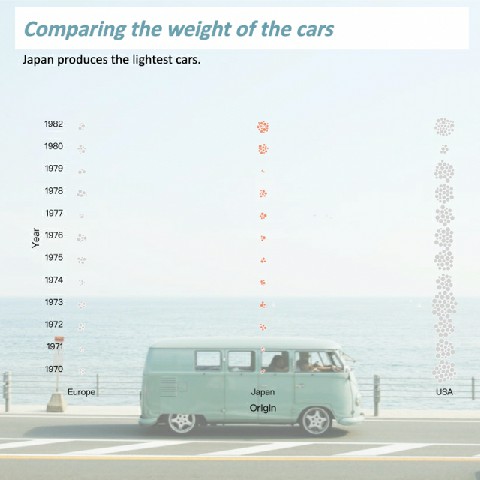 Comparing the weight of the cars
Japan produces the lightest cars.
1982
1980
1979
1978
1977
1976
1975
1974
1973
1972
1971
1970
Year
Europe
Japan
USA
Origin